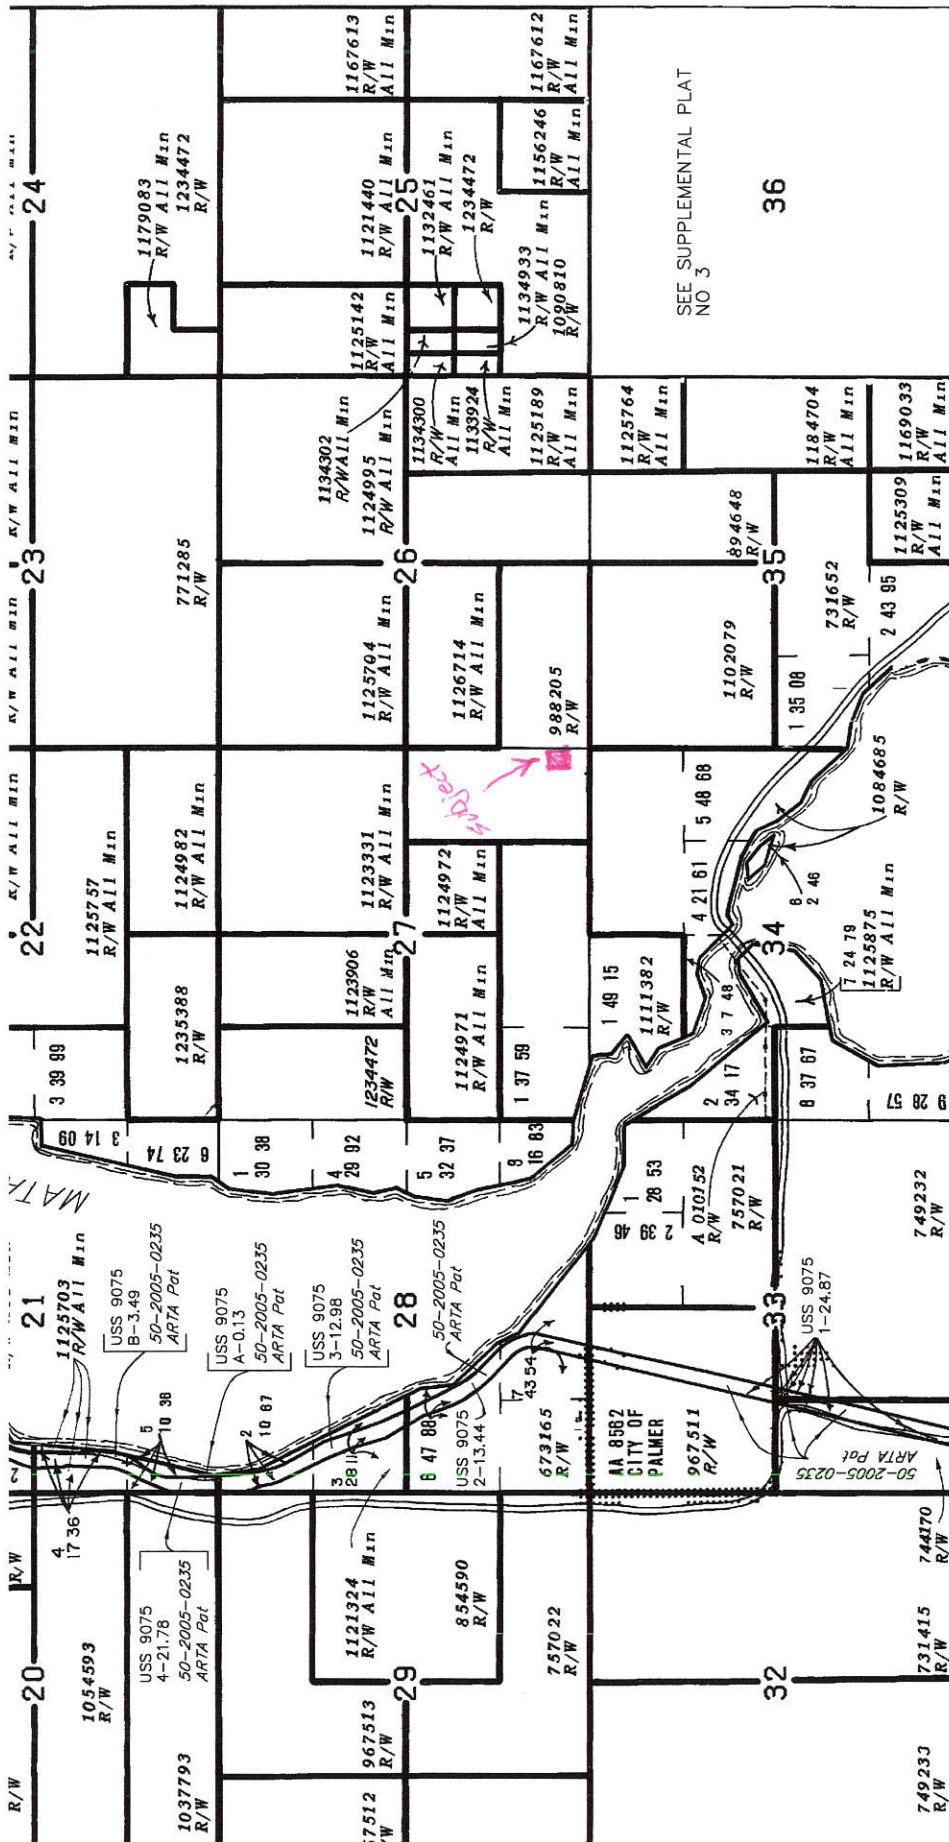 R/W
20
1054593
R/W
R/W
1037793
R/W
USS 9075
4-21.78
50-2005-0235
ARTA Pat
4
17 36
2
21
1125703
R/W All Min
USS 9075
B-3.49
50-2005-0235
ARTA Pat
5
10 38
USS 9075
A-0.13
50-2005-0235
ARTA Pat
2
10 67
USS 9075
3-12.98
50-2005-0235
ARTA Pat
MATA
3 14 09
3 39 99
6 23 74
1
30 38
4
29 92
5
32 37
8
16 83
22
K/W All min
1125757
R/W All Min
1235388
R/W
1124982
R/W All Min
23
K/W All min
K/W All Min
771285
R/W
24
1179083
R/W All Min
1234472
R/W
1167613
R/W
All Min
1121440
R/W All Min
25
1125142
R/W
All Min
1132461
R/W All Min
1234472
R/W
1134933
R/W All Min
1090810
R/W
1167612
R/W
All Min
1156246
R/W
All Min
1134302
R/W All Min
1124995
R/W All Min
1134300
R/W
All Min
1133924
R/W
All Min
1125189
R/W
All Min
26
1125704
R/W All Min
1126714
R/W All Min
988205
R/W
subject
27
1123331
R/W All Min
1123906
R/W
All Min
1234472
R/W
1124972
R/W
All Min
1124971
R/W All Min
1 37 59
28
50-2005-0235
ARTA Pat
3
28 11
6 47 88
USS 9075
2-13.44
7
43 54
673165
R/W
29
1121324
R/W All Min
854590
R/W
757022
R/W
967513
R/W
57512
/W
32
749233
R/W
731415
R/W
744170
R/W
33
AA 8562
CITY OF
PALMER
967511
R/W
50-2005-0235
ARTA Pat
USS 9075
1-24.87
2 39 46
1
28 53
A 010152
R/W
757021
R/W
749232
R/W
34
1 49 15
1111382
R/W
2
34 17
3 7 48
4 21 61
5 48 68
6
2 46
7 24 79
1125875
R/W All Min
8 37 67
9 28 57
1084685
R/W
35
1125764
R/W
All Min
894648
R/W
1102079
R/W
1 35 08
731652
R/W
2 43 95
1184704
R/W
All Min
1169033
R/W
All Min
1125309
R/W
All Min
36
SEE SUPPLEMENTAL PLAT
NO 3